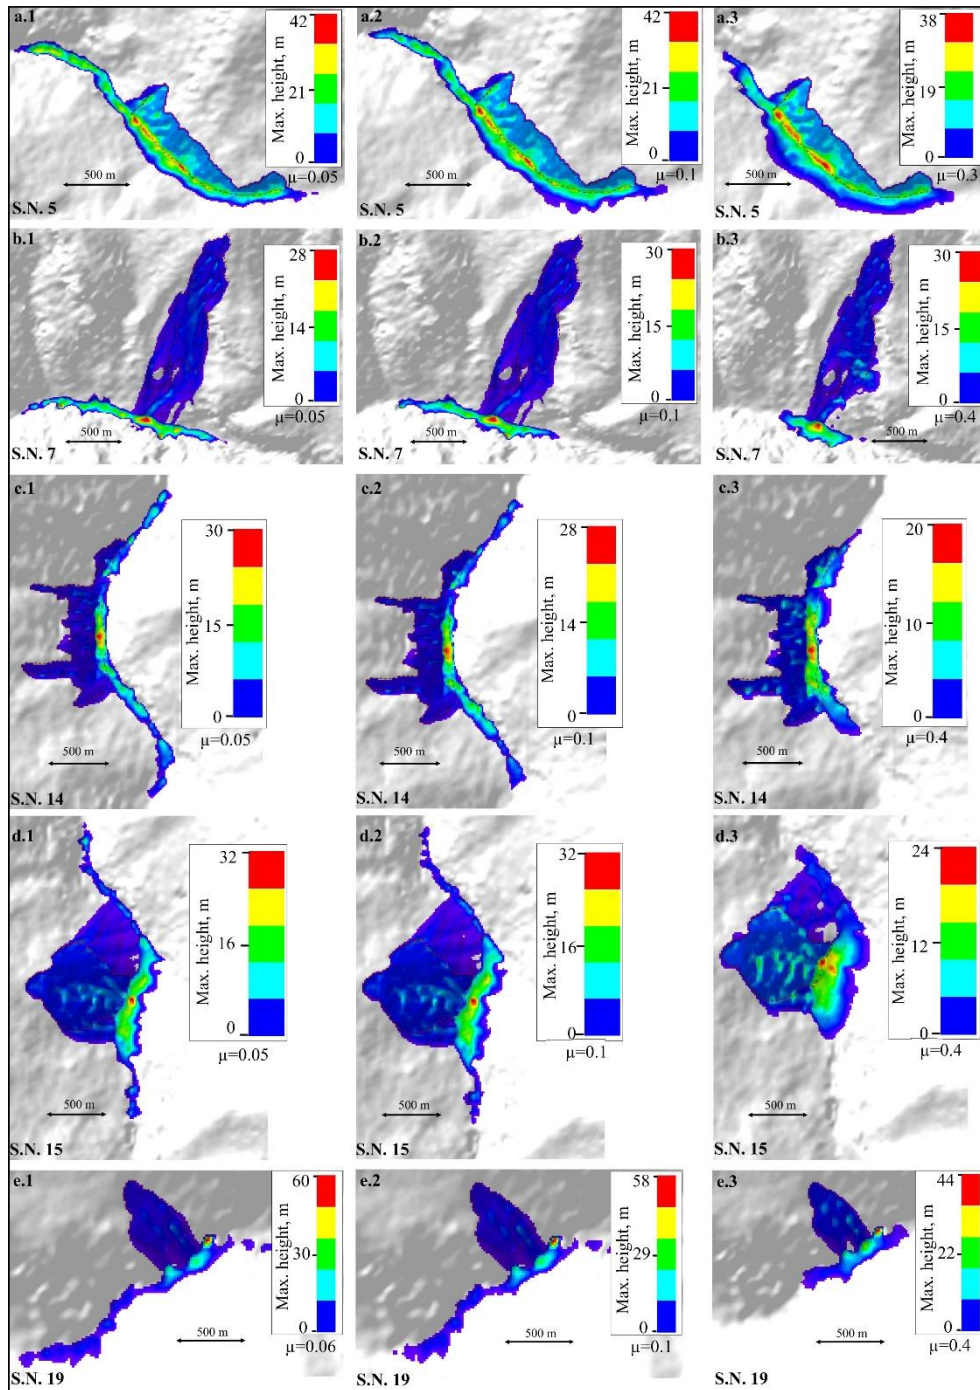 a.1
42
21
0
Max. height, m
μ=0.05
500 m
S.N. 5
a.2
42
21
0
Max. height, m
μ=0.1
500 m
S.N. 5
a.3
38
19
0
Max. height, m
μ=0.3
500 m
S.N. 5
b.1
28
14
0
Max. height, m
μ=0.05
500 m
S.N. 7
b.2
30
15
0
Max. height, m
μ=0.1
500 m
S.N. 7
b.3
30
15
0
Max. height, m
μ=0.4
500 m
S.N. 7
c.1
30
15
0
Max. height, m
μ=0.05
500 m
S.N. 14
c.2
28
14
0
Max. height, m
μ=0.1
500 m
S.N. 14
c.3
20
10
0
Max. height, m
μ=0.4
500 m
S.N. 14
d.1
32
16
0
Max. height, m
μ=0.05
500 m
S.N. 15
d.2
32
16
0
Max. height, m
μ=0.1
500 m
S.N. 15
d.3
24
12
0
Max. height, m
μ=0.4
500 m
S.N. 15
e.1
60
30
0
Max. height, m
μ=0.06
500 m
S.N. 19
e.2
58
29
0
Max. height, m
μ=0.1
500 m
S.N. 19
e.3
44
22
0
Max. height, m
μ=0.4
500 m
S.N. 19